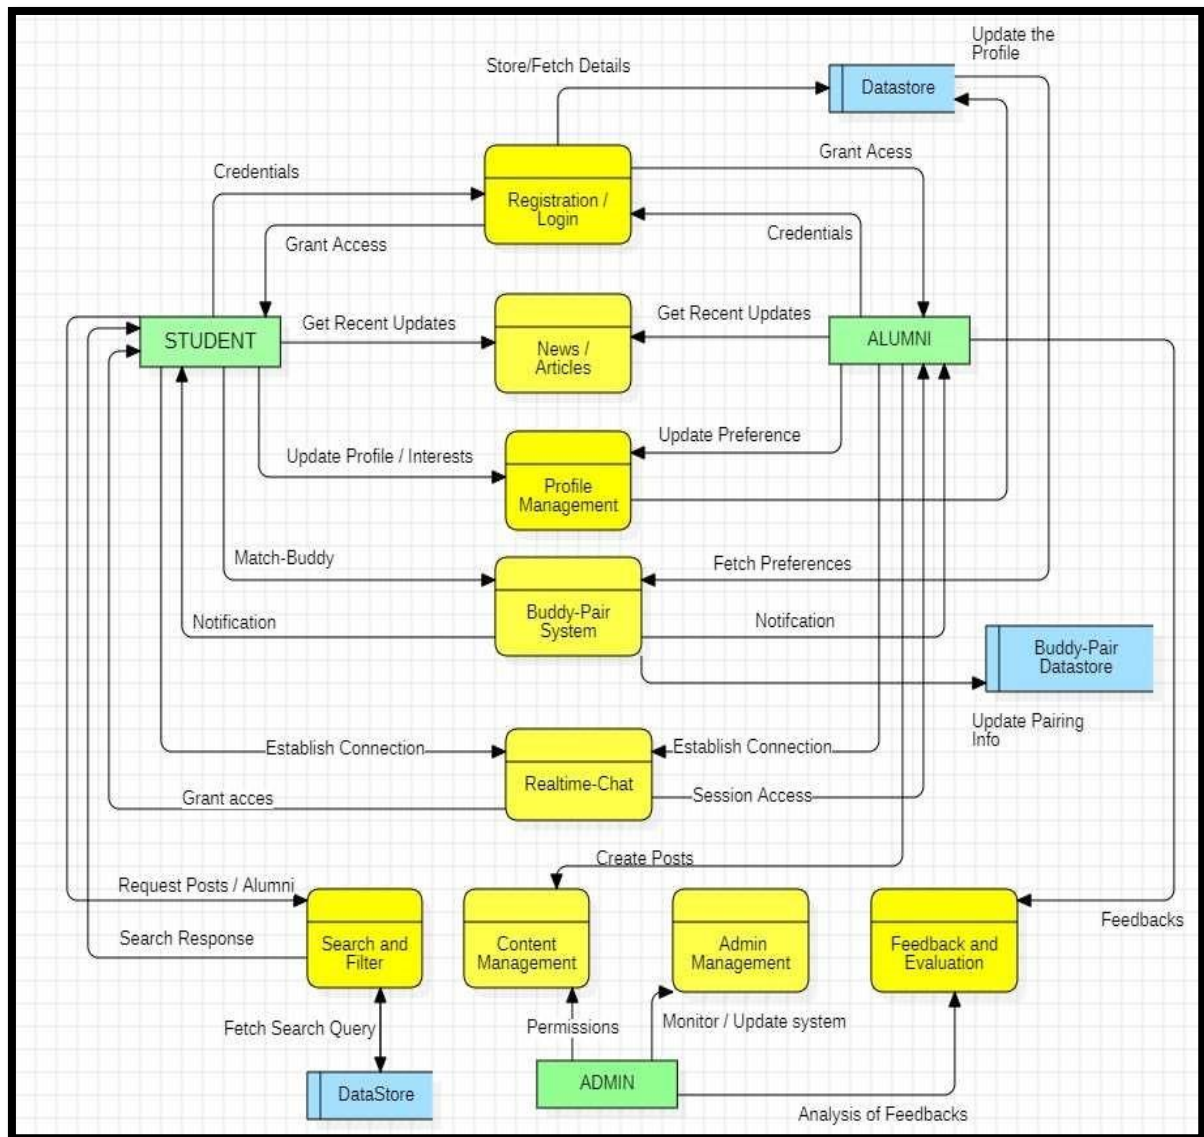 Update the
Profile
Store/Fetch Details
Datastore
Grant Acess
Credentials
Registration /
Login
Credentials
Grant Access
Get Recent Updates
Get Recent Updates
STUDENT
ALUMNI
News /
Articles
Update Preference
Update Profile / Interests
Profile
Management
Match-Buddy
Fetch Preferences
Buddy-Pair
System
Notification
Notifcation
Buddy-Pair
Datastore
Update Pairing
Info
Establish Connection
Establish Connection
Realtime-Chat
Grant acces
Session Access
Create Posts
Request Posts / Alumni
Feedbacks
Search Response
Search and
Filter
Content
Management
Admin
Management
Feedback and
Evaluation
Fetch Search Query
Permissions
Monitor / Update system
DataStore
ADMIN
Analysis of Feedbacks